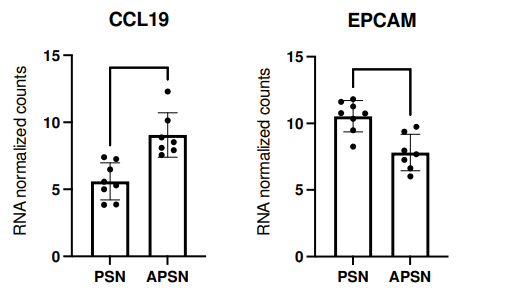 CCL19
RNA normalized counts
15
10
5
0
PSN
APSN
EPCAM
RNA normalized counts
15
10
5
0
PSN
APSN